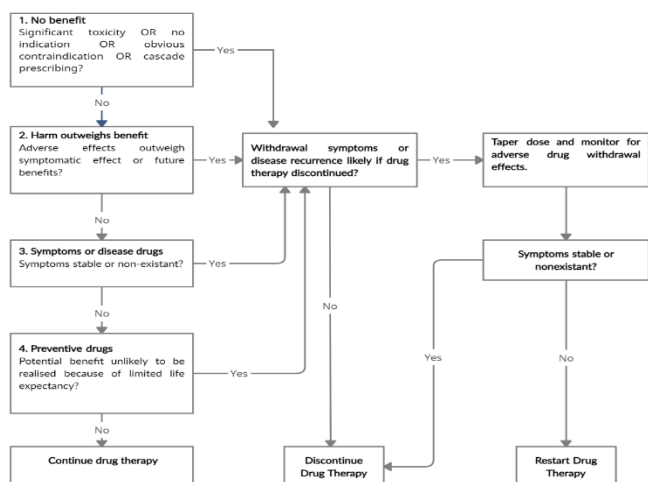 1. No benefit
Significant toxicity OR no
indication OR obvious
contraindication OR cascade
prescribing?
Yes
No
2. Harm outweighs benefit
Adverse effects outweigh
symptomatic effect or future
benefits?
Yes
Withdrawal symptoms or
disease recurrence likely if drug
therapy discontinued?
Yes
Taper dose and monitor for
adverse drug withdrawal
effects.
No
3. Symptoms or disease drugs
Symptoms stable or non-existant?
Yes
Symptoms stable or
nonexistant?
No
No
Yes
No
4. Preventive drugs
Potential benefit unlikely to be
realised because of limited life
expectancy?
Yes
No
Continue drug therapy
Discontinue
Drug Therapy
Restart Drug
Therapy